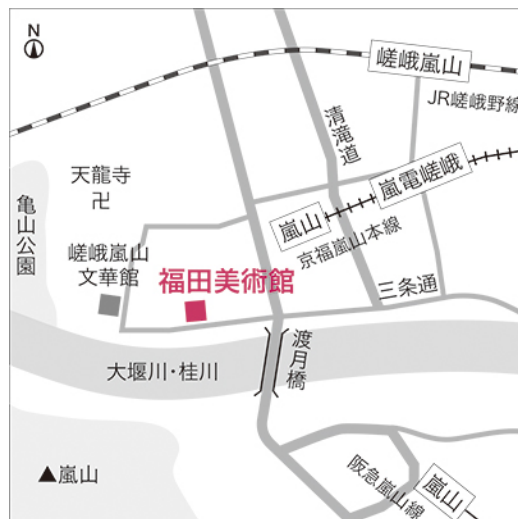 N
嵯峨嵐山
JR嵯峨野線
清滝道
天龍寺
卍
嵐電嵯峨
亀山公園
嵐山
京福嵐山本線
嵯峨嵐山
文華館
福田美術館
三条通
大堰川・桂川
渡月橋
▲嵐山
阪急嵐山線
嵐山